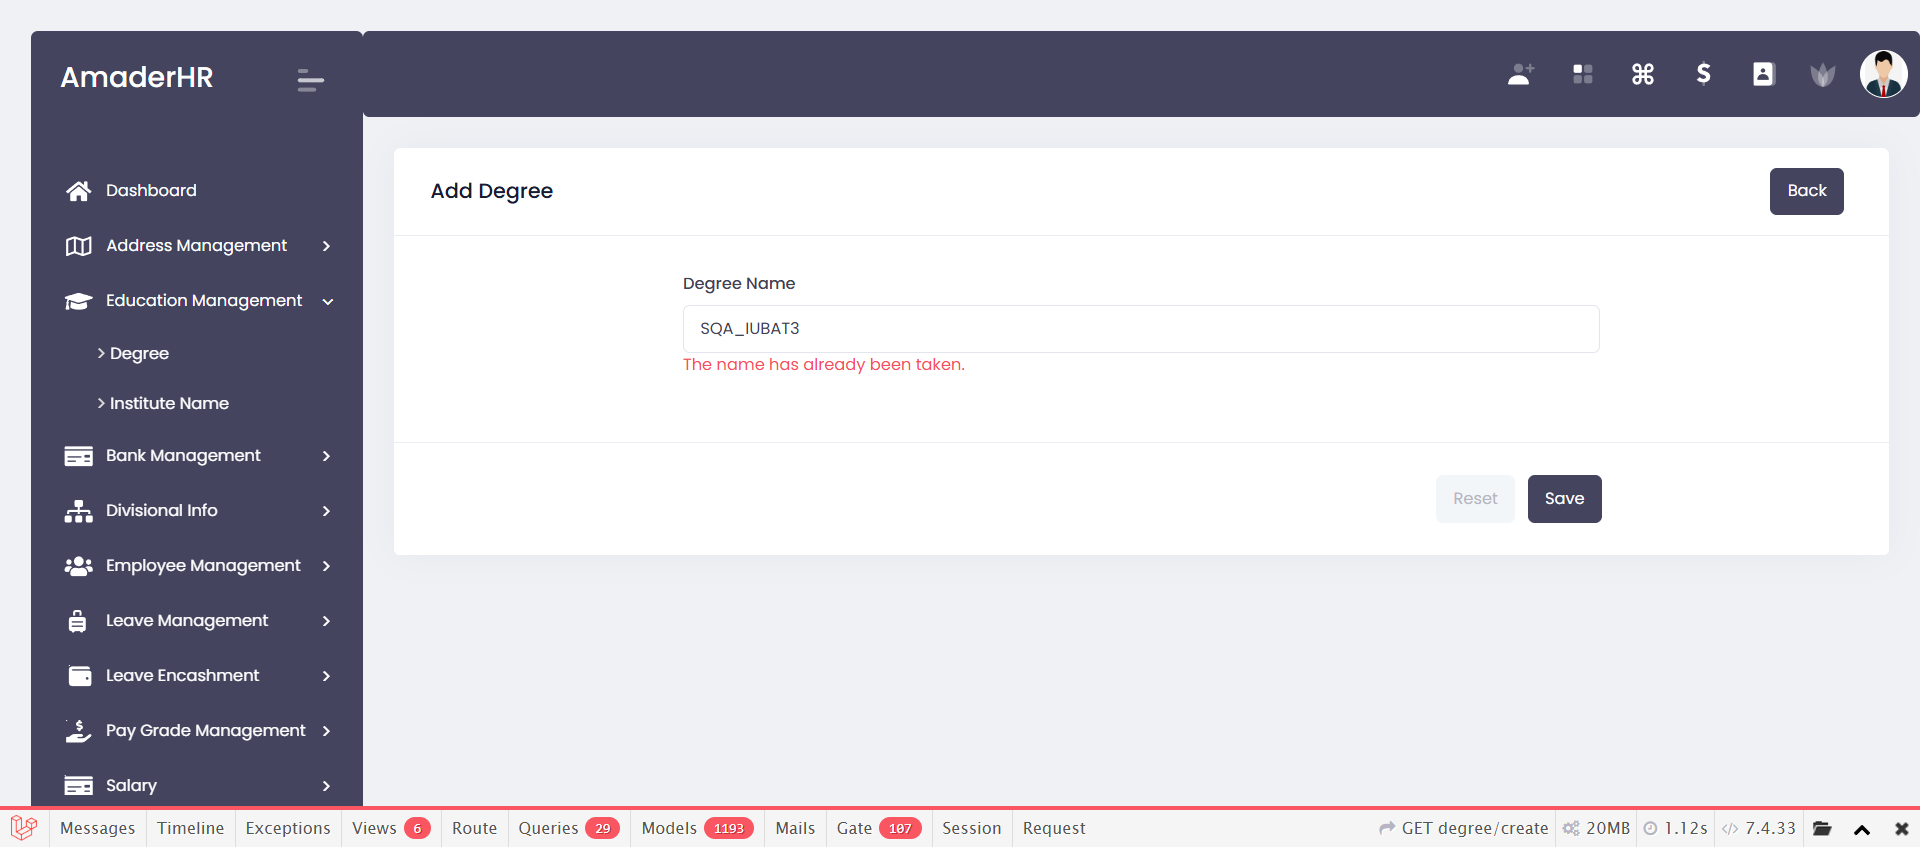 AmaderHR
Dashboard
Address Management
Education Management
Degree
Institute Name
Bank Management
Divisional Info
Employee Management
Leave Management
Leave Encashment
Pay Grade Management
Salary
Add Degree
Back
Degree Name
SQA_IUBAT3
The name has already been taken.
Reset Save
Messages Timeline Exceptions Views 6 Route Queries 29 Models 1193 Mails Gate 107 Session Request GET degree/create 20MB 1.12s 7.4.33